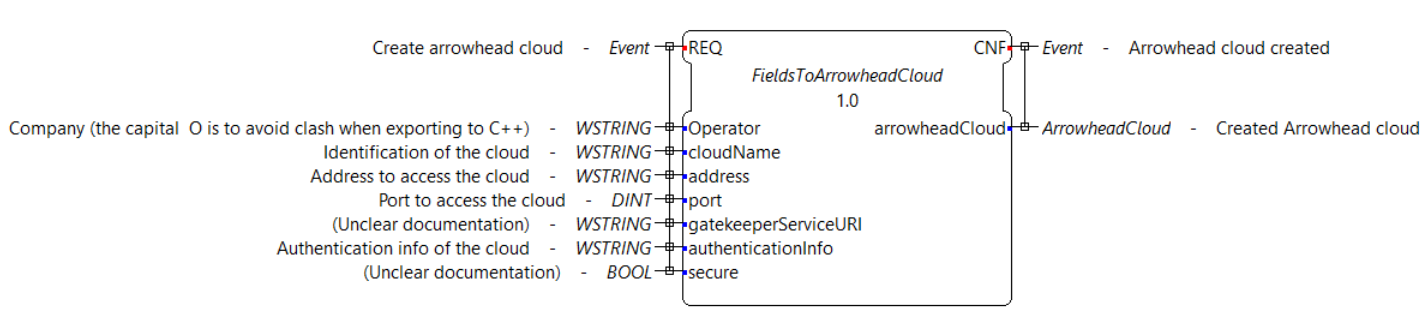 Create arrowhead cloud - Event REQ CNF Event - Arrowhead cloud created
FieldsToArrowheadCloud
1.0
Company (the capital O is to avoid clash when exporting to C++) - WSTRING Operator arrowheadCloud ArrowheadCloud - Created Arrowhead cloud
Identification of the cloud - WSTRING cloudName
Address to access the cloud - WSTRING address
Port to access the cloud - DINT port
(Unclear documentation) - WSTRING gatekeeperServiceURI
Authentication info of the cloud - WSTRING authenticationInfo
(Unclear documentation) - BOOL secure